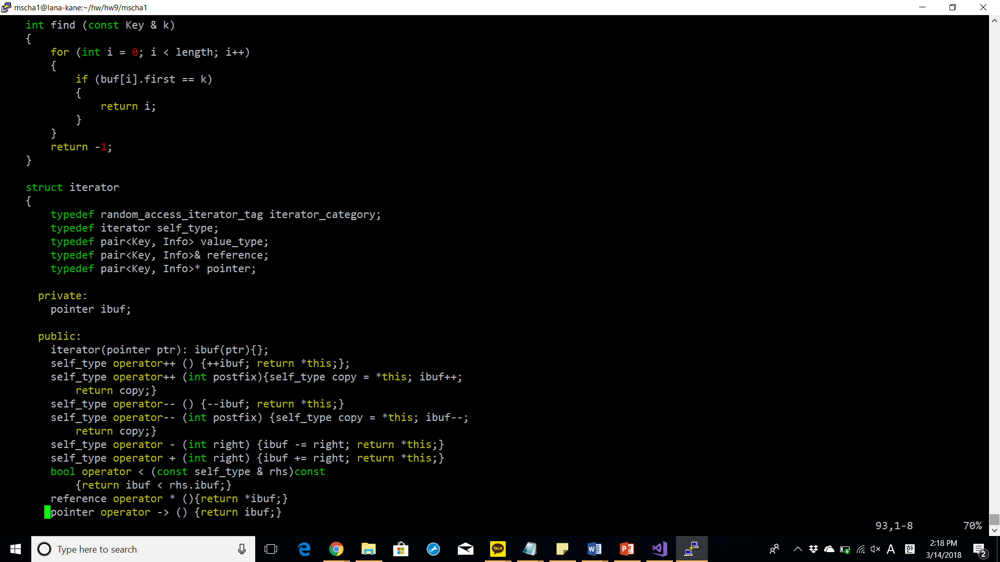 mscha1@lana-kane:~/hw/hw9/mscha1
int find (const Key & k)
{
for (int i = 0; i < length; i++)
{
if (buf[i].first == k)
{
return i;
}
}
return -1;
}
struct iterator
{
typedef random_access_iterator_tag iterator_category;
typedef iterator self_type;
typedef pair<Key, Info> value_type;
typedef pair<Key, Info>& reference;
typedef pair<Key, Info>* pointer;
private:
pointer ibuf;
public:
iterator(pointer ptr): ibuf(ptr){};
self_type operator++ () {++ibuf; return *this;};
self_type operator++ (int postfix){self_type copy = *this; ibuf++;
return copy;}
self_type operator-- () {--ibuf; return *this;}
self_type operator-- (int postfix) {self_type copy = *this; ibuf--;
return copy;}
self_type operator - (int right) {ibuf -= right; return *this;}
self_type operator + (int right) {ibuf += right; return *this;}
bool operator < (const self_type & rhs)const
{return ibuf < rhs.ibuf;}
reference operator * (){return *ibuf;}
pointer operator -> () {return ibuf;}
93,1-8 70%
Type here to search
TALK
A 한
2:18 PM
3/14/2018
2